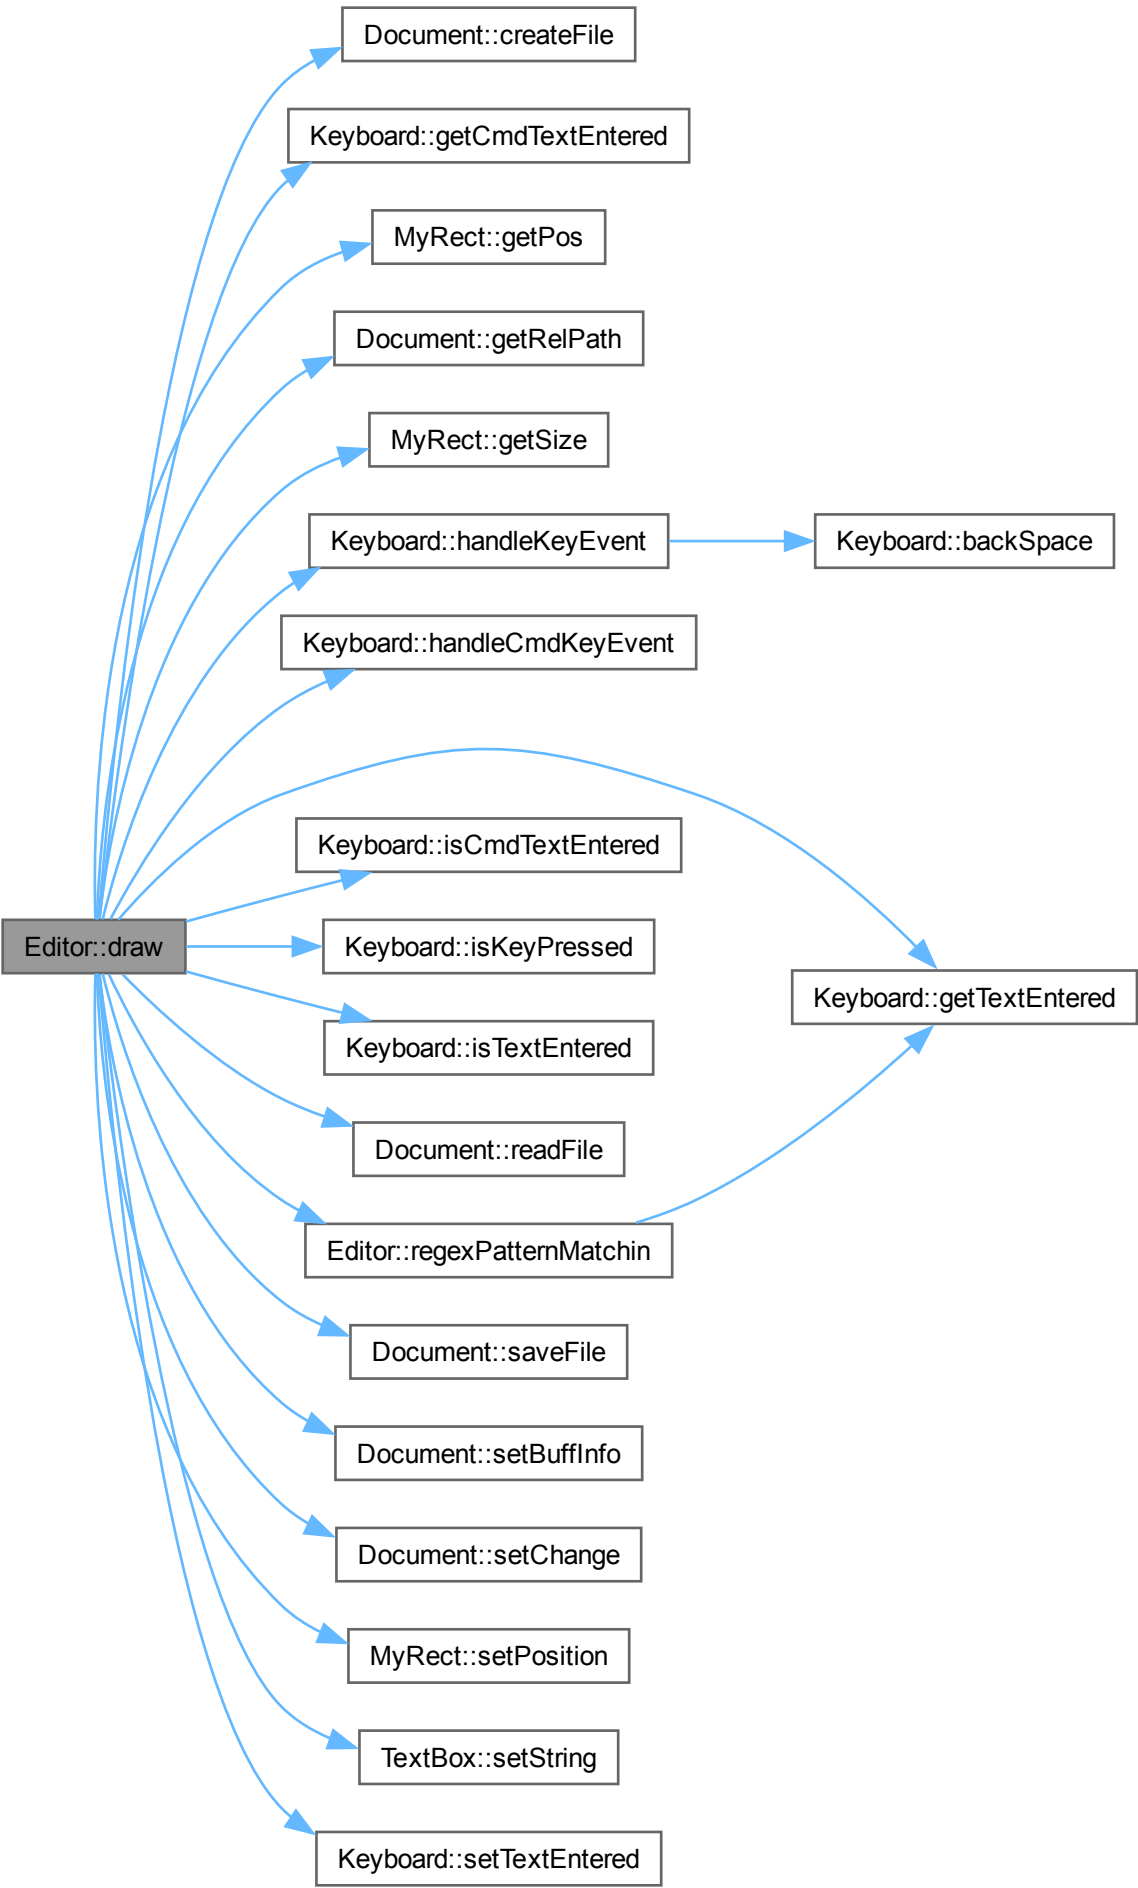 Document::createFile
Keyboard::getCmdTextEntered
MyRect::getPos
Document::getRelPath
MyRect::getSize
Keyboard::handleKeyEvent
Keyboard::backSpace
Keyboard::handleCmdKeyEvent
Keyboard::isCmdTextEntered
Editor::draw
Keyboard::isKeyPressed
Keyboard::getTextEntered
Keyboard::isTextEntered
Document::readFile
Editor::regexPatternMatchin
Document::saveFile
Document::setBuffInfo
Document::setChange
MyRect::setPosition
TextBox::setString
Keyboard::setTextEntered